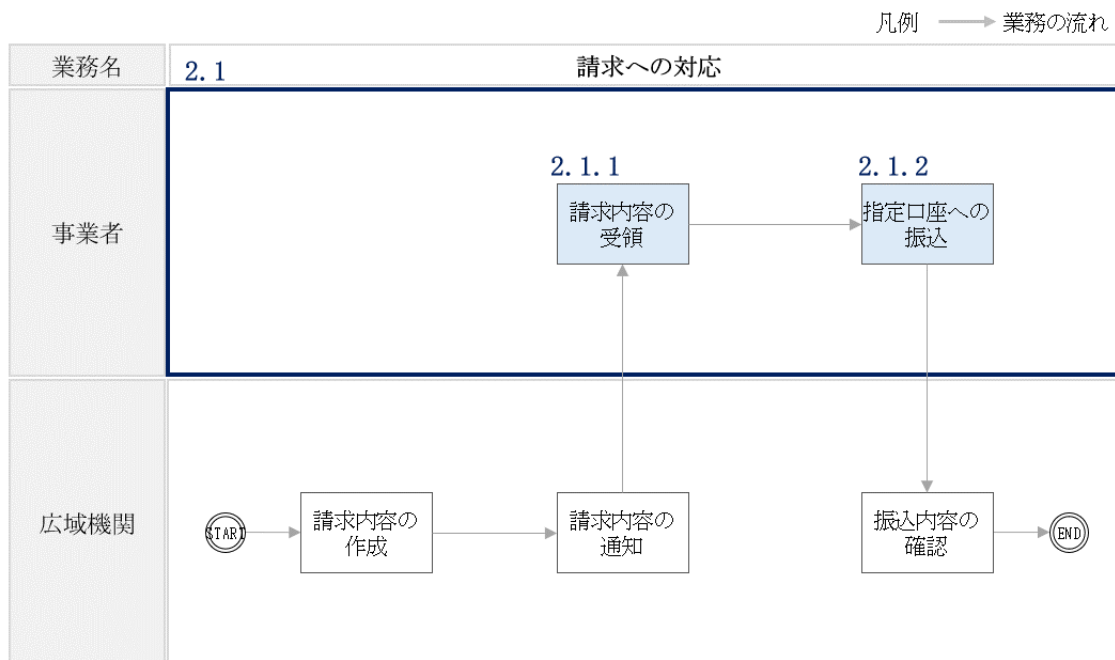 凡例 業務の流れ
業務名 2.1 請求への対応
事業者
2.1.1
請求内容の
受領
2.1.2
指定口座への
振込
広域機関
START
請求内容の
作成
請求内容の
通知
振込内容の
確認
END